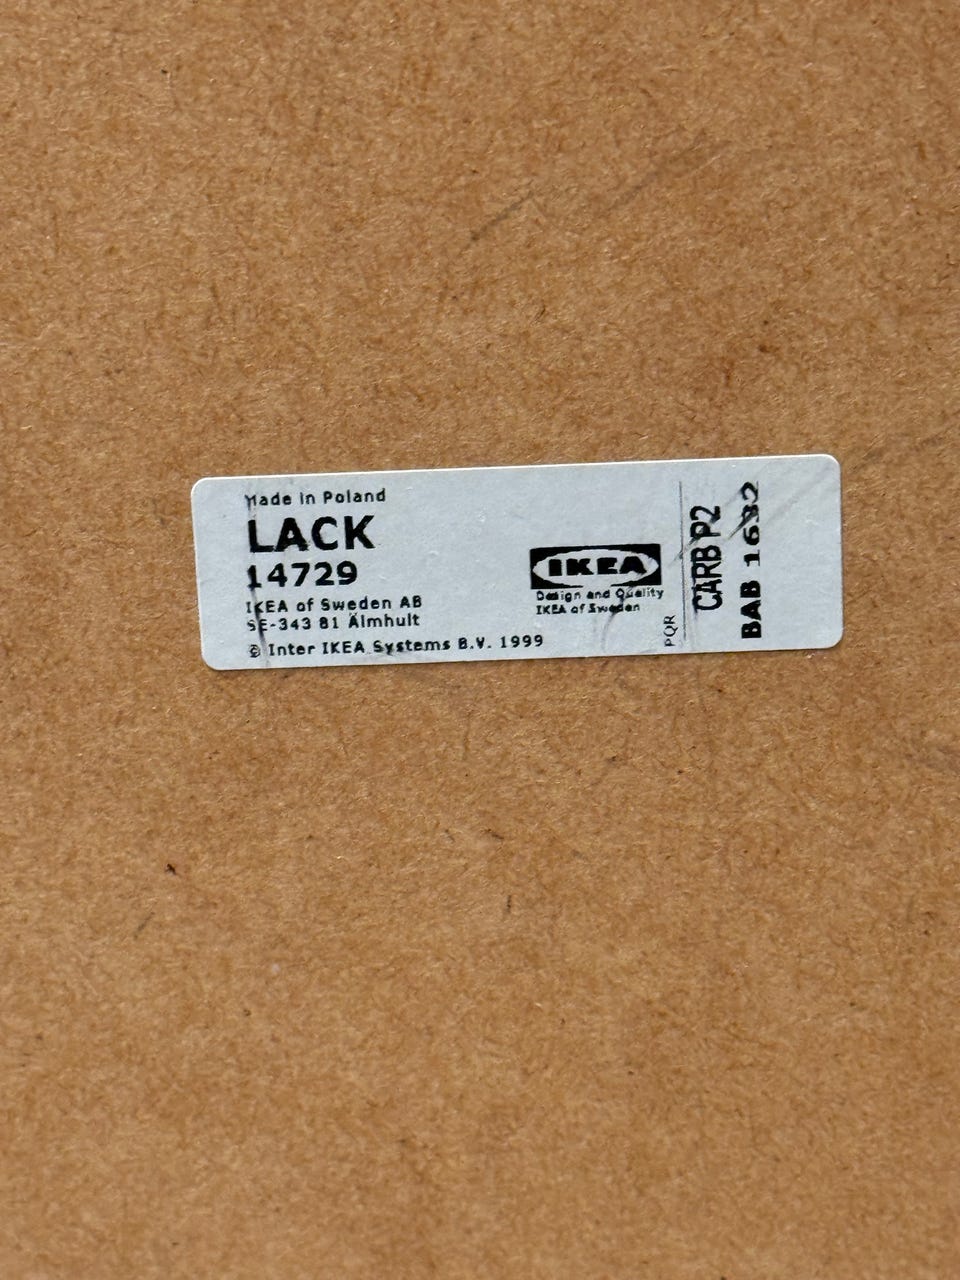 Made in Poland
LACK
14729
IKEA of Sweden AB
SE-343 81 Älmhult
© Inter IKEA Systems B.V. 1999
IKEA
Design and Quality
IKEA of Sweden
PQR
CARB P2
BAB 1632